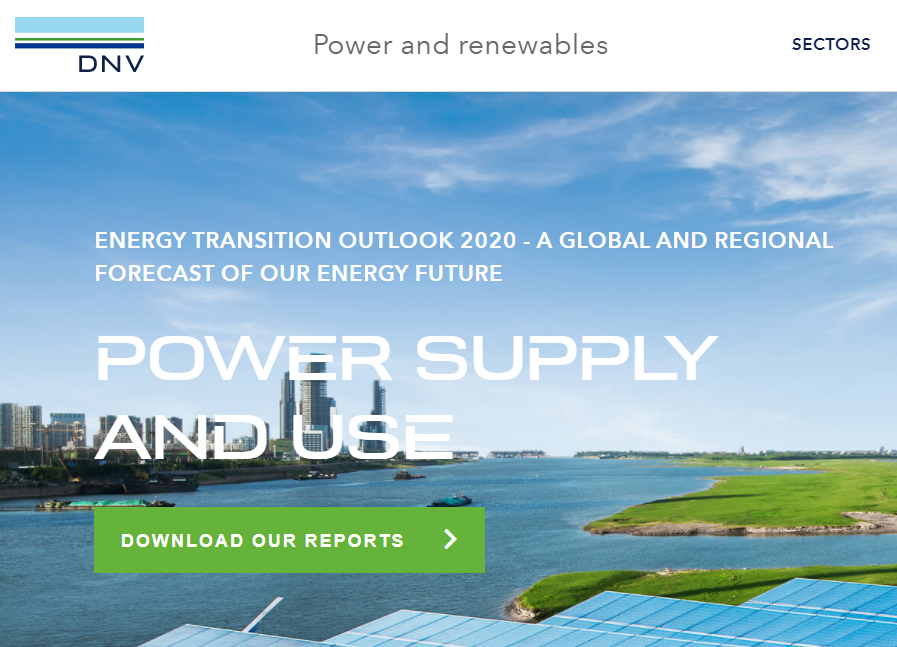 DNV
Power and renewables
SECTORS
ENERGY TRANSITION OUTLOOK 2020 - A GLOBAL AND REGIONAL
FORECAST OF OUR ENERGY FUTURE
POWER SUPPLY
AND USE
DOWNLOAD OUR REPORTS